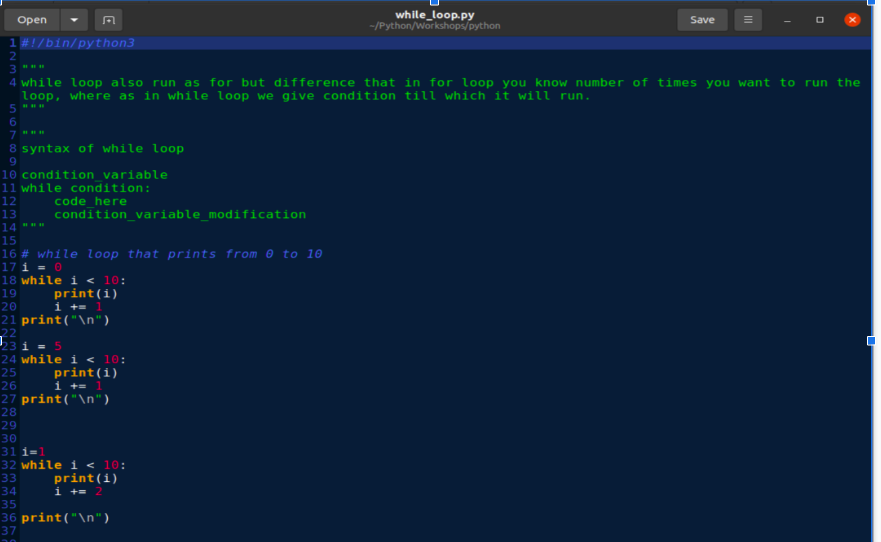 Open
while_loop.py
~/Python/Workshops/python
Save
1 #!/bin/python3
2
3 """
4 while loop also run as for but difference that in for loop you know number of times you want to run the
loop, where as in while loop we give condition till which it will run.
5 """
6
7 """
8 syntax of while loop
9
10 condition_variable
11 while condition:
12     code_here
13     condition_variable_modification
14 """
15
16 # while loop that prints from 0 to 10
17 i = 0
18 while i < 10:
19     print(i)
20     i += 1
21 print("\n")
22
23 i = 5
24 while i < 10:
25     print(i)
26     i += 1
27 print("\n")
28
29
30
31 i=1
32 while i < 10:
33     print(i)
34     i += 2
35
36 print("\n")
37